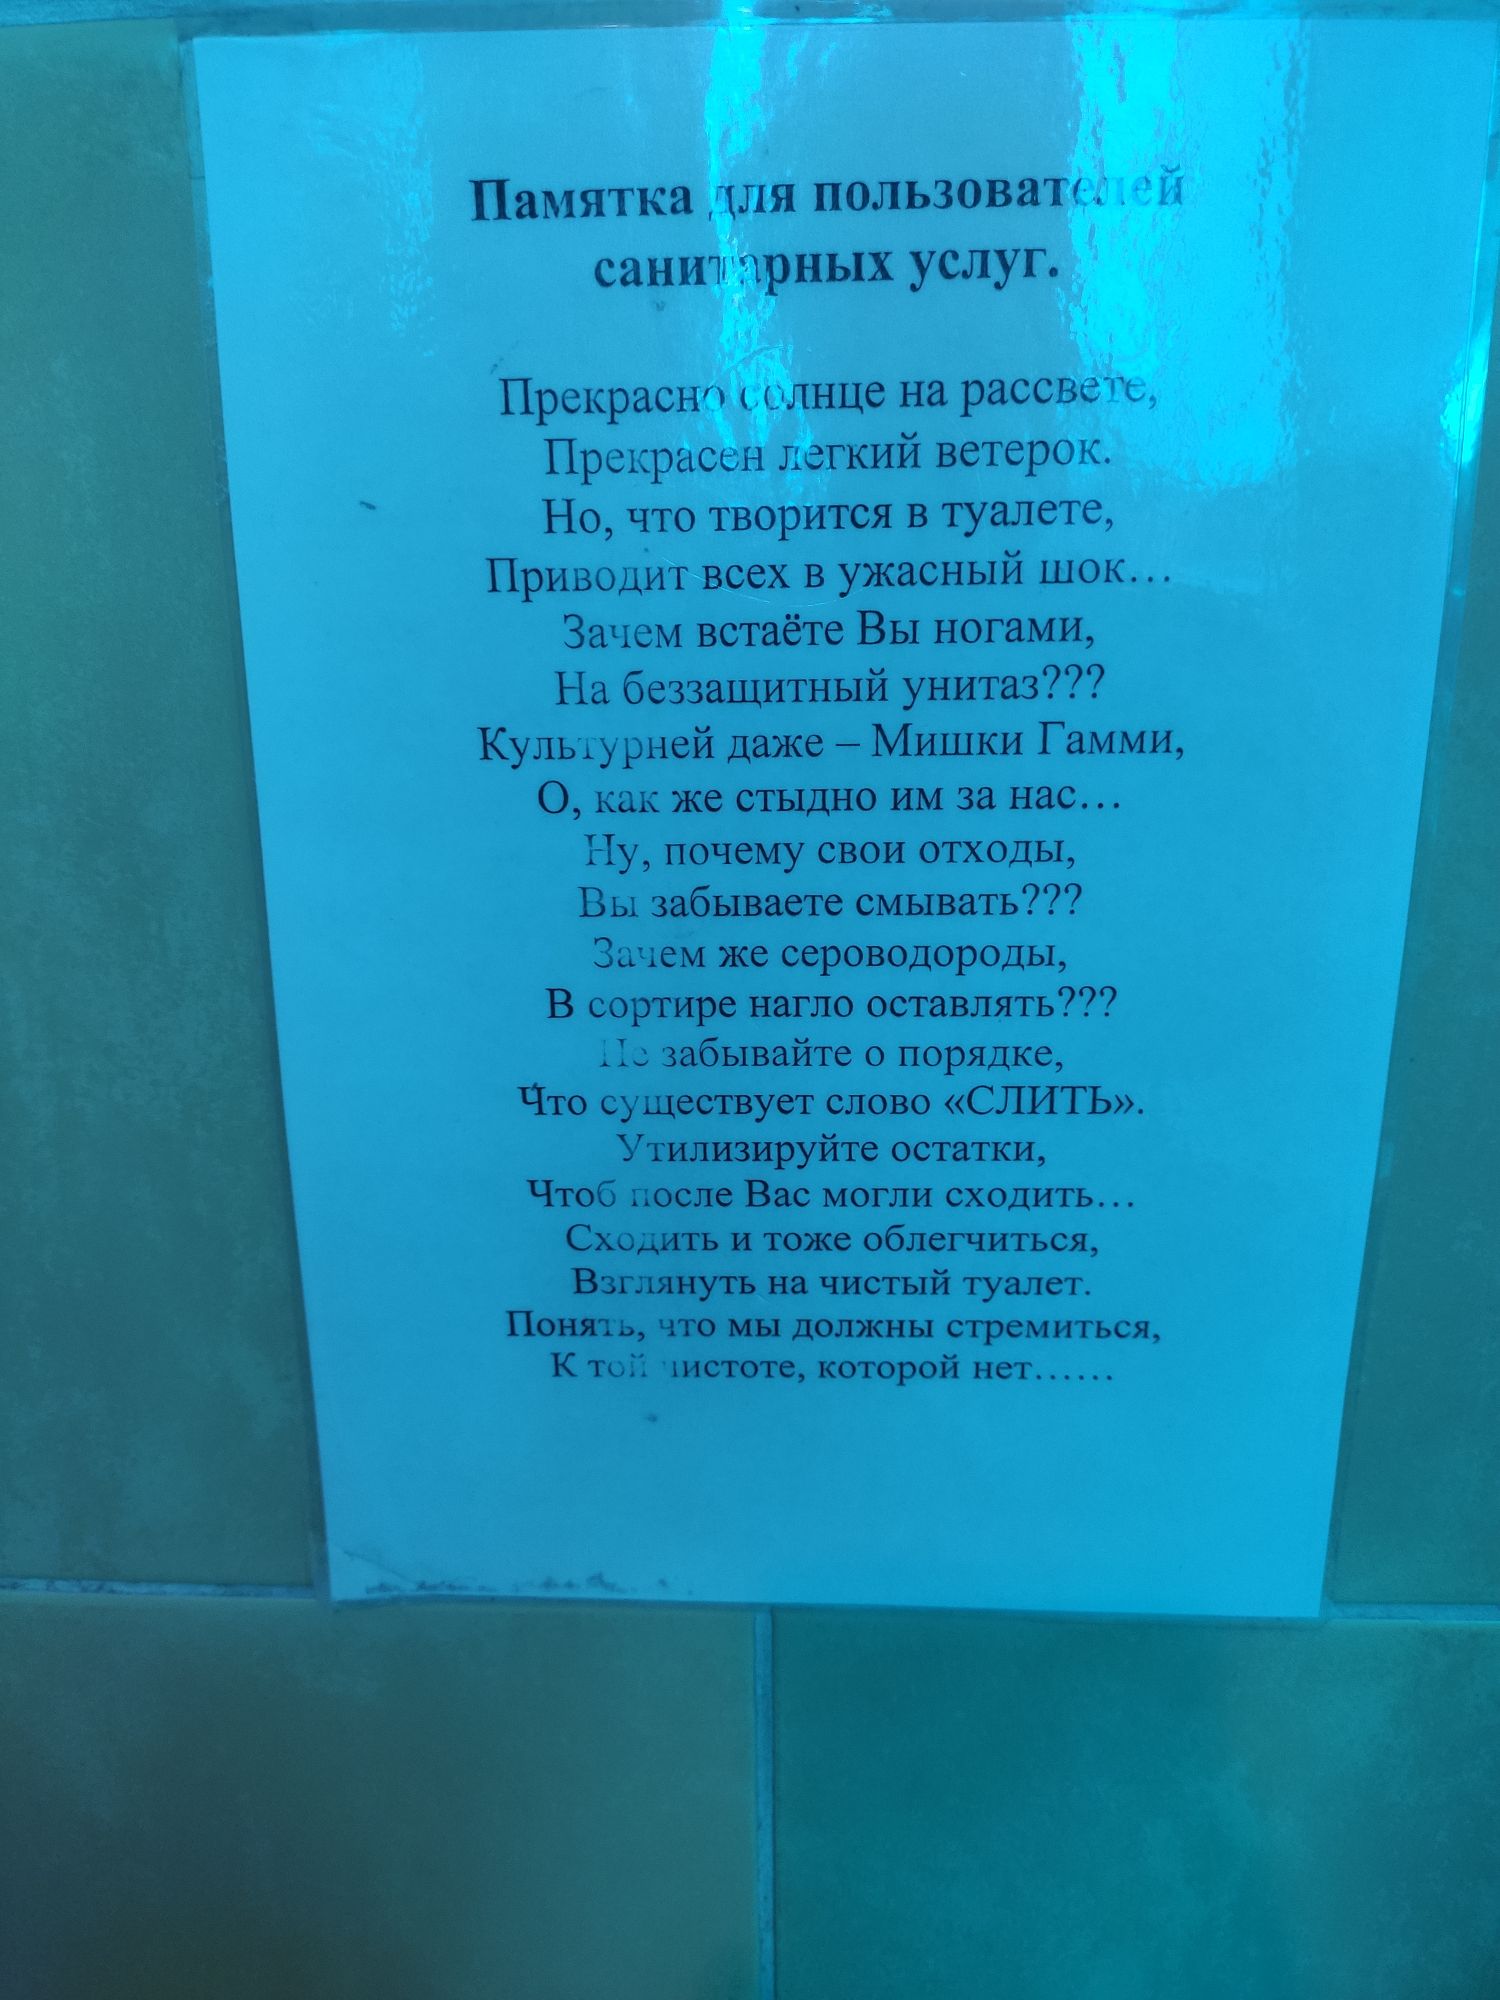 Памятка для пользователей
санитарных услуг.
Прекрасно солнце на рассвете,
Прекрасен легкий ветерок.
Но, что творится в туалете,
Приводит всех в ужасный шок…
Зачем встаёте Вы ногами,
На беззащитный унитаз???
Культурней даже – Мишки Гамми,
О, как же стыдно им за нас…
Ну, почему свои отходы,
Вы забываете смывать???
Зачем же сероводороды,
В сортире нагло оставлять???
Не забывайте о порядке,
Что существует слово «СЛИТЬ».
Утилизируйте остатки,
Чтоб после Вас могли сходить…
Сходить и тоже облегчиться,
Взглянуть на чистый туалет.
Понять, что мы должны стремиться,
К той чистоте, которой нет……